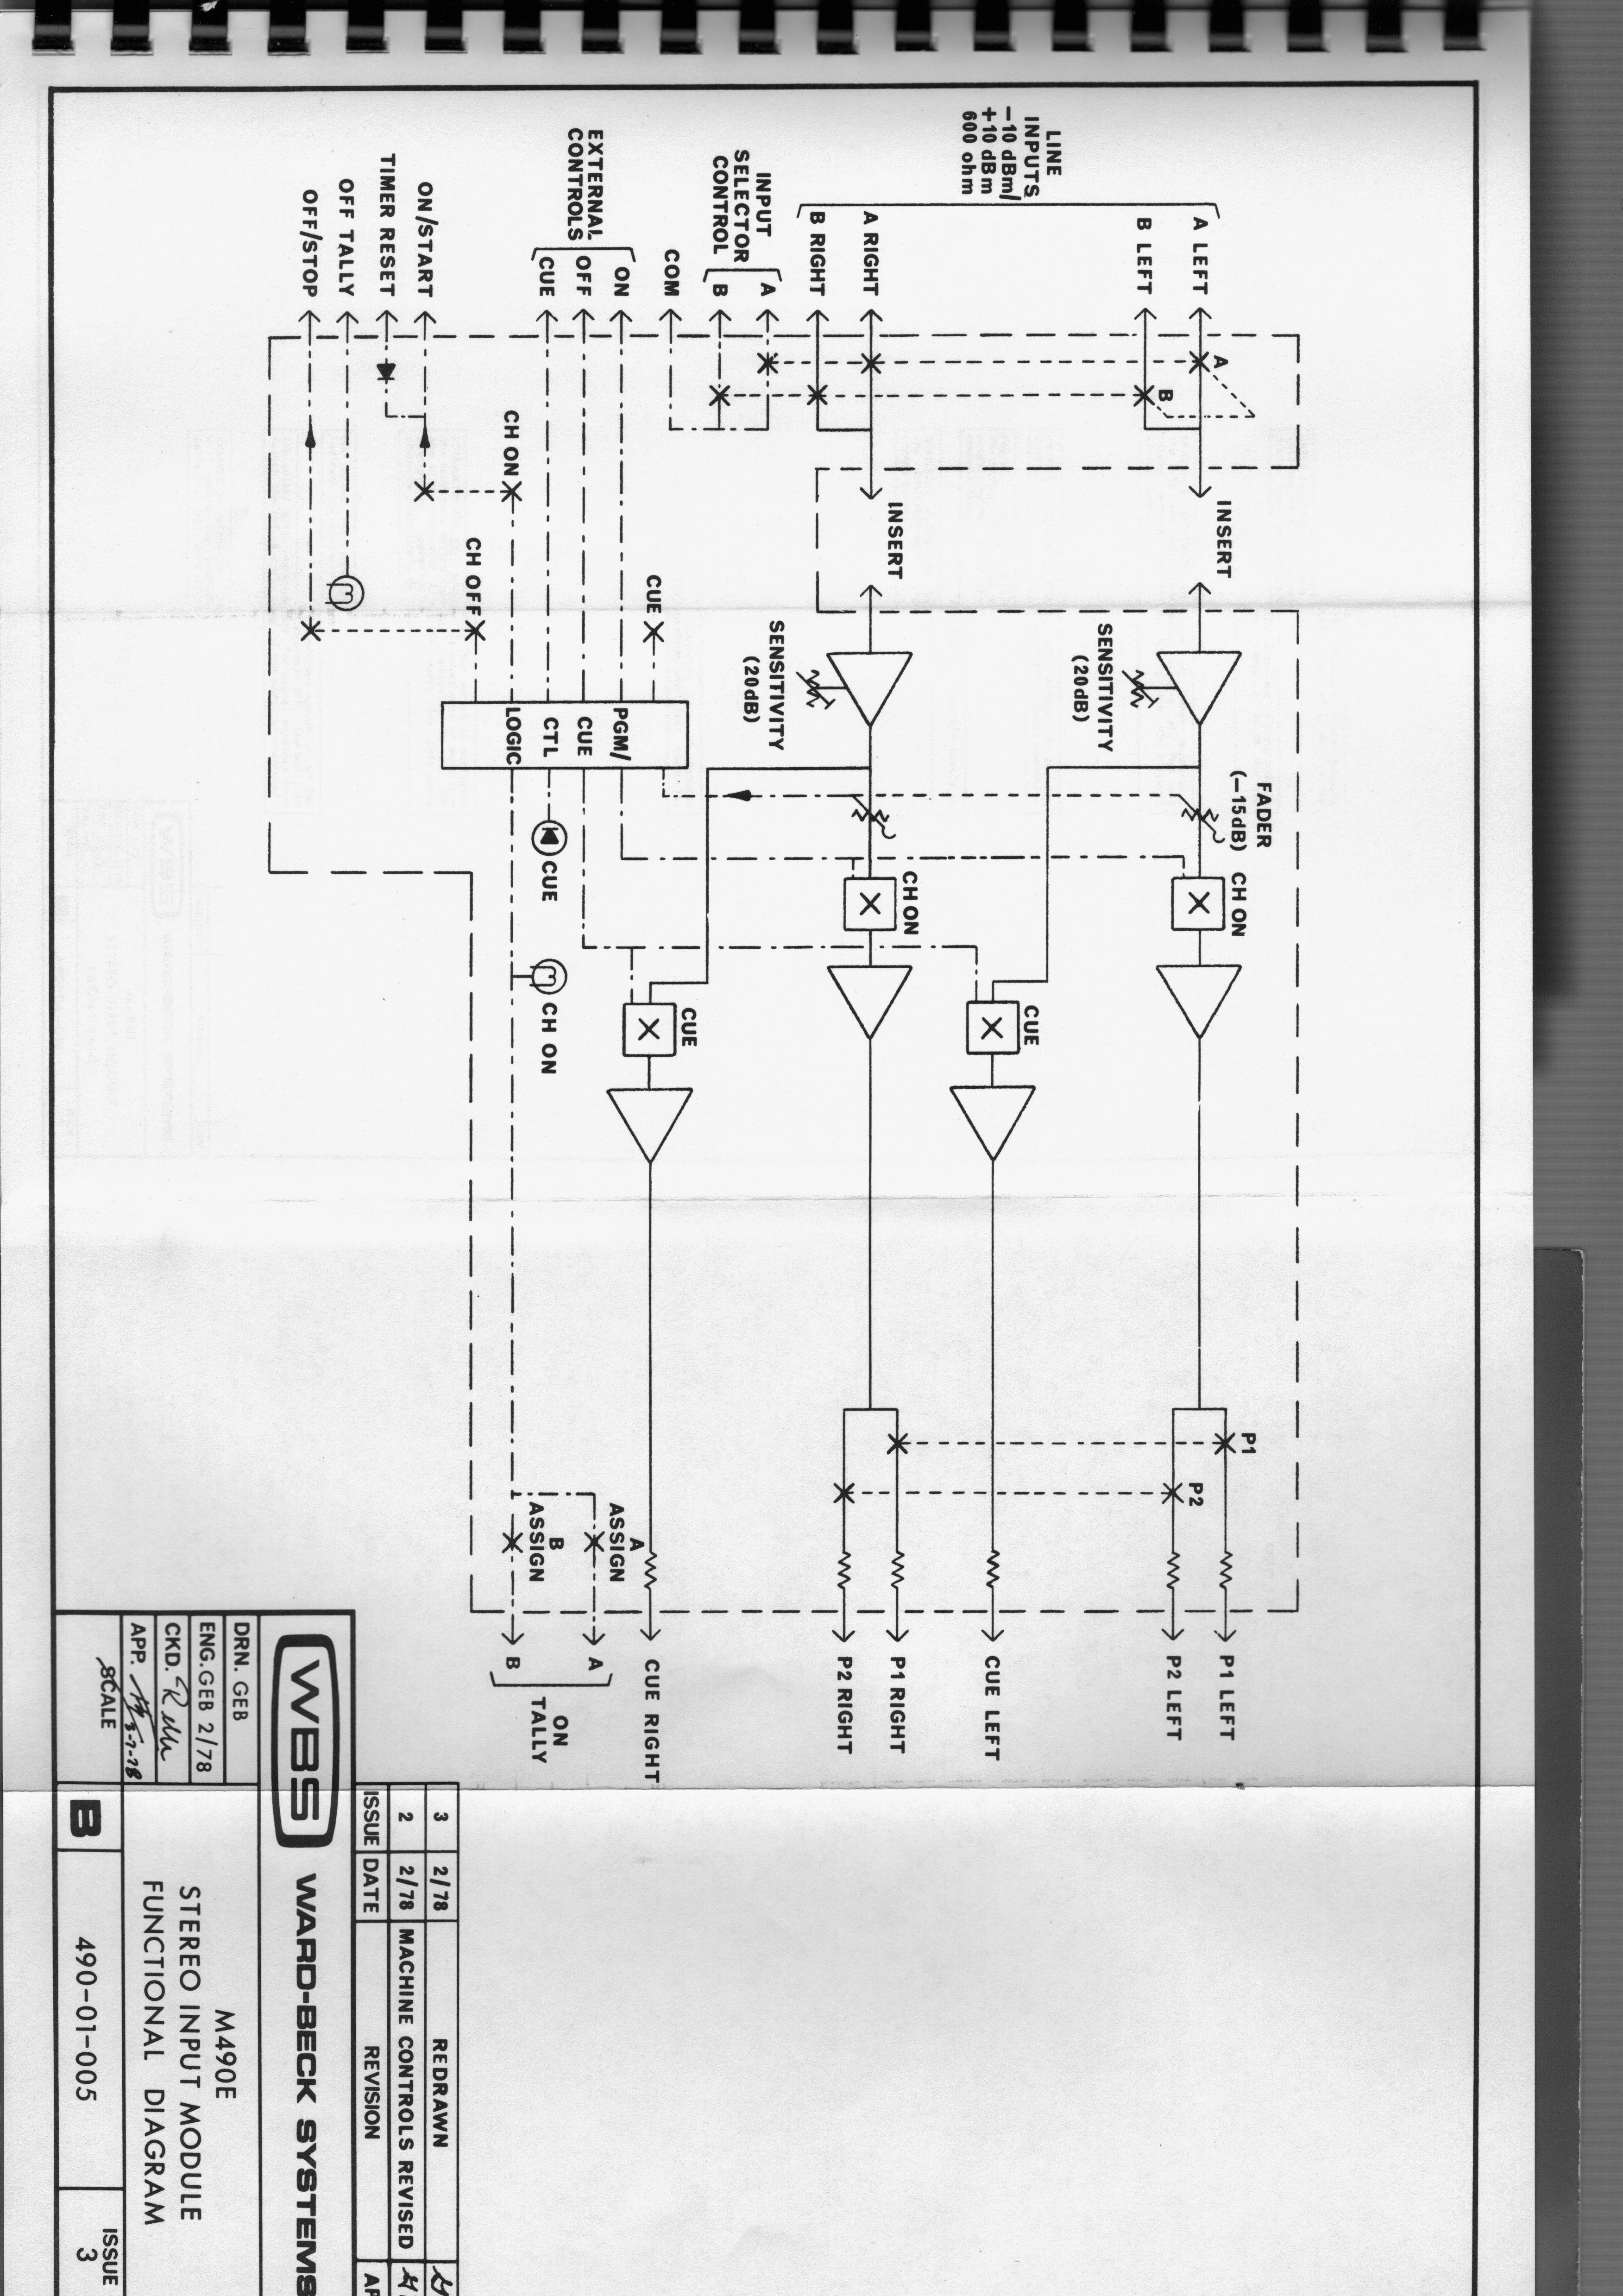 LINE
INPUTS
−10 dBm/
+10 dBm
600 ohm
A LEFT
B LEFT
A RIGHT
B RIGHT
INPUT
SELECTOR
CONTROL
A
B
COM
EXTERNAL
CONTROLS
ON
OFF
CUE
ON/START
TIMER RESET
OFF TALLY
OFF/STOP
A
B
INSERT
INSERT
CH ON
CH OFF
CUE
SENSITIVITY
(20dB)
SENSITIVITY
(20dB)
PGM/
CUE
CTL
LOGIC
FADER
(−15dB)
CH ON
CH ON
CUE
CUE
CUE
CH ON
P1
P2
A
ASSIGN
B
ASSIGN
P1 LEFT
P2 LEFT
CUE LEFT
P1 RIGHT
P2 RIGHT
CUE RIGHT
A
B
ON
TALLY
3 2/78 REDRAWN
2 2/78 MACHINE CONTROLS REVISED
ISSUE DATE REVISION
WBS WARD-BECK SYSTEMS
DRN. GEB
ENG. GEB 2/78
CKD.
APP. 3-7-78
SCALE
M490E
STEREO INPUT MODULE
FUNCTIONAL DIAGRAM
B
490-01-005
ISSUE
3